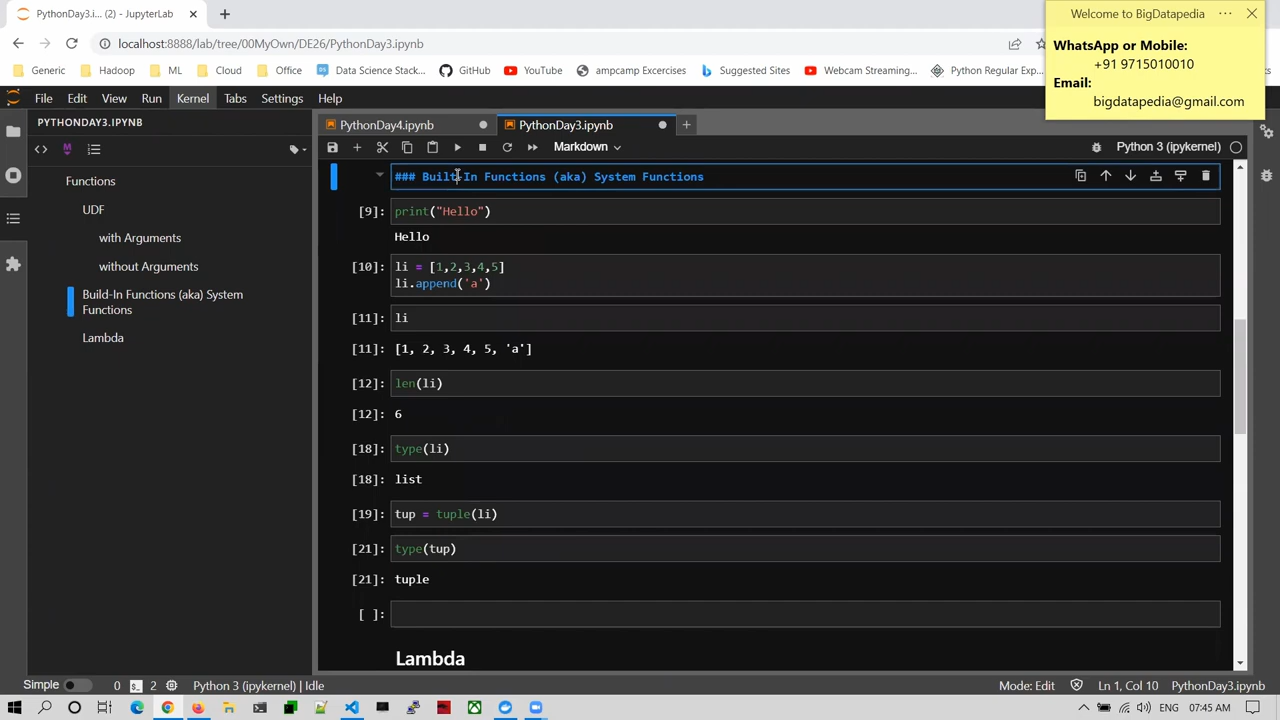 PythonDay3.i... (2) - JupyterLab
localhost:8888/lab/tree/00MyOwn/DE26/PythonDay3.ipynb
Generic Hadoop ML Cloud Office Data Science Stack... GitHub YouTube ampcamp Excercises Suggested Sites Webcam Streaming... Python Regular Exp...
Welcome to BigDatapedia ...
WhatsApp or Mobile:
+91 9715010010
Email:
bigdatapedia@gmail.com
File Edit View Run Kernel Tabs Settings Help
PYTHONDAY3.IPYNB
Functions
UDF
with Arguments
without Arguments
Build-In Functions (aka) System
Functions
Lambda
PythonDay4.ipynb PythonDay3.ipynb
Markdown Python 3 (ipykernel)
### Built-In Functions (aka) System Functions
[9]: print("Hello")
Hello
[10]: li = [1,2,3,4,5]
li.append('a')
[11]: li
[11]: [1, 2, 3, 4, 5, 'a']
[12]: len(li)
[12]: 6
[18]: type(li)
[18]: list
[19]: tup = tuple(li)
[21]: type(tup)
[21]: tuple
[ ]:
Lambda
Simple 0 2 Python 3 (ipykernel) | Idle Mode: Edit Ln 1, Col 10 PythonDay3.ipynb
ENG 07:45 AM